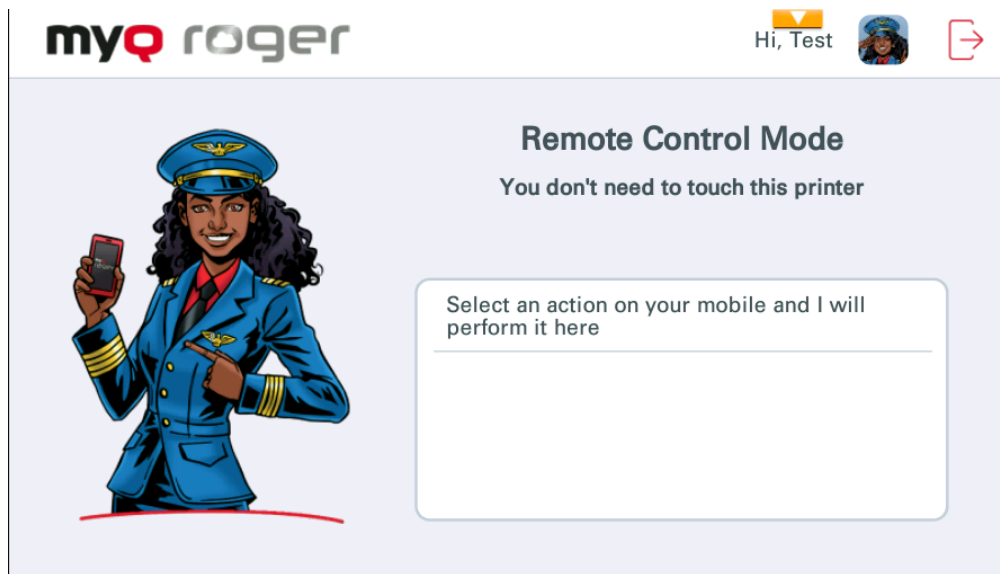 myQ roger
Hi, Test
Remote Control Mode
You don't need to touch this printer
Select an action on your mobile and I will
perform it here